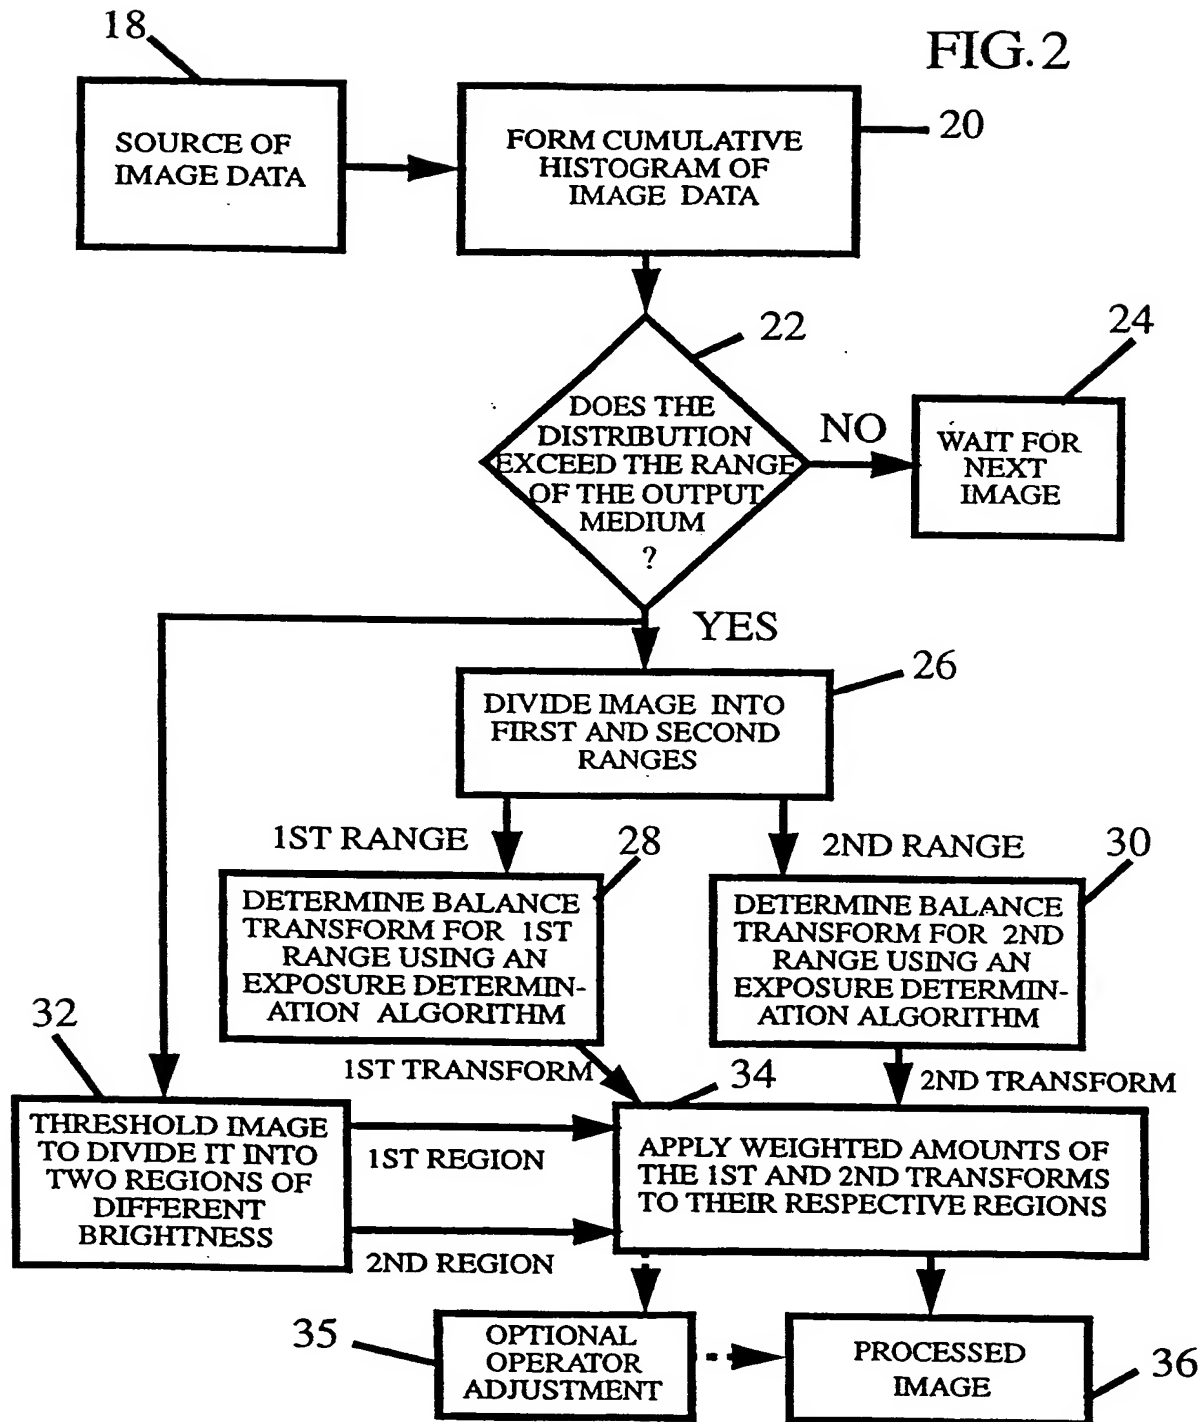 18
FIG.2
SOURCE OF
IMAGE DATA
FORM CUMULATIVE
HISTOGRAM OF
IMAGE DATA
20
22
24
DOES THE
DISTRIBUTION
EXCEED THE RANGE
OF THE OUTPUT
MEDIUM
?
NO
WAIT FOR
NEXT
IMAGE
YES
26
DIVIDE IMAGE INTO
FIRST AND SECOND
RANGES
1ST RANGE
28
2ND RANGE
30
DETERMINE BALANCE
TRANSFORM FOR 1ST
RANGE USING AN
EXPOSURE DETERMIN-
ATION ALGORITHM
DETERMINE BALANCE
TRANSFORM FOR 2ND
RANGE USING AN
EXPOSURE DETERMIN-
ATION ALGORITHM
32
1ST TRANSFORM
34
2ND TRANSFORM
THRESHOLD IMAGE
TO DIVIDE IT INTO
TWO REGIONS OF
DIFFERENT
BRIGHTNESS
1ST REGION
2ND REGION
APPLY WEIGHTED AMOUNTS OF
THE 1ST AND 2ND TRANSFORMS
TO THEIR RESPECTIVE REGIONS
35
OPTIONAL
OPERATOR
ADJUSTMENT
PROCESSED
IMAGE
36